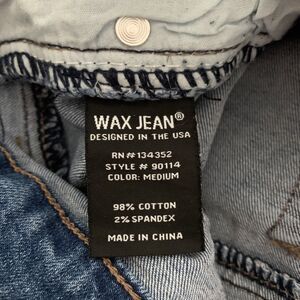 WAX JEAN®
DESIGNED IN THE USA
RN # 134352
STYLE # 90114
COLOR: MEDIUM
98% COTTON
2% SPANDEX
MADE IN CHINA